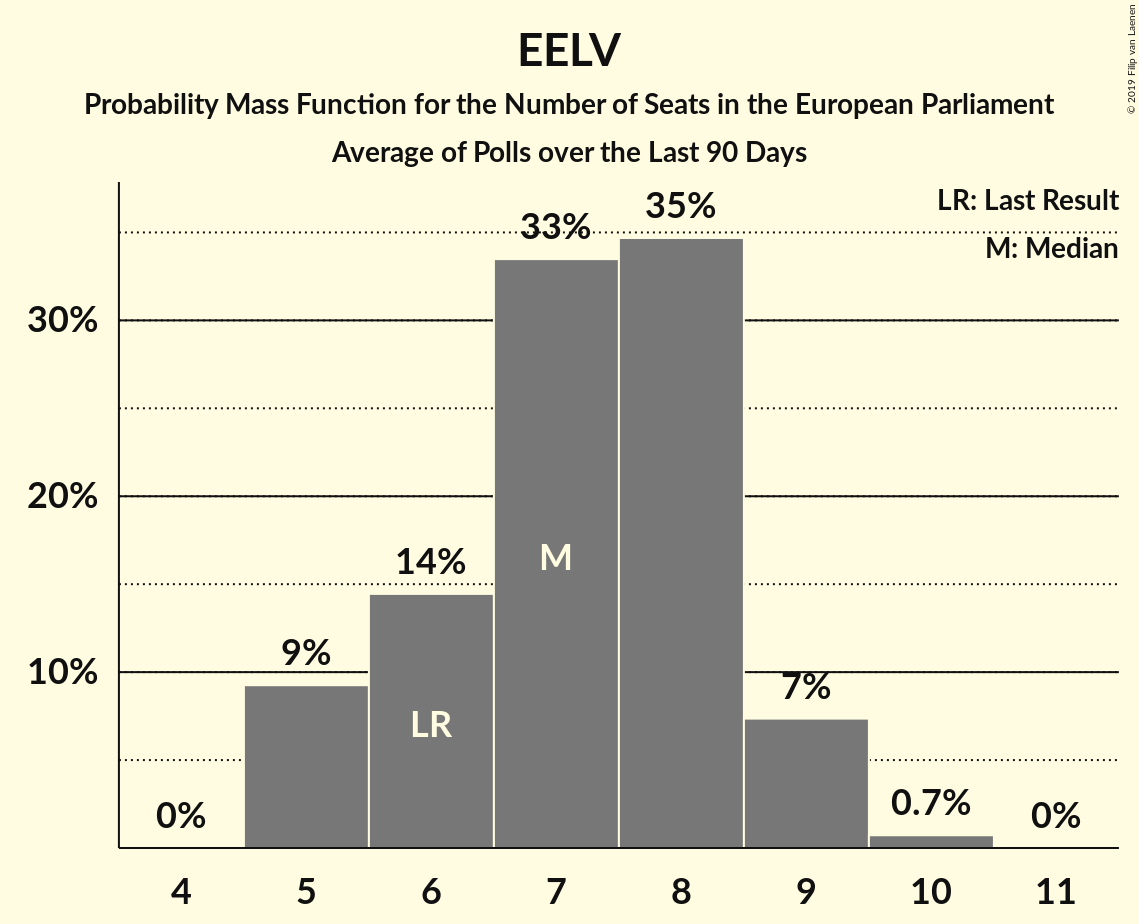 EELV
Probability Mass Function for the Number of Seats in the European Parliament
Average of Polls over the Last 90 Days
© 2019 Filip van Laenen
LR: Last Result
M: Median
35%
33%
30%
20%
14%
M
9%
10%
7%
LR
0%
0.7%
0%
4 5 6 7 8 9 10 11